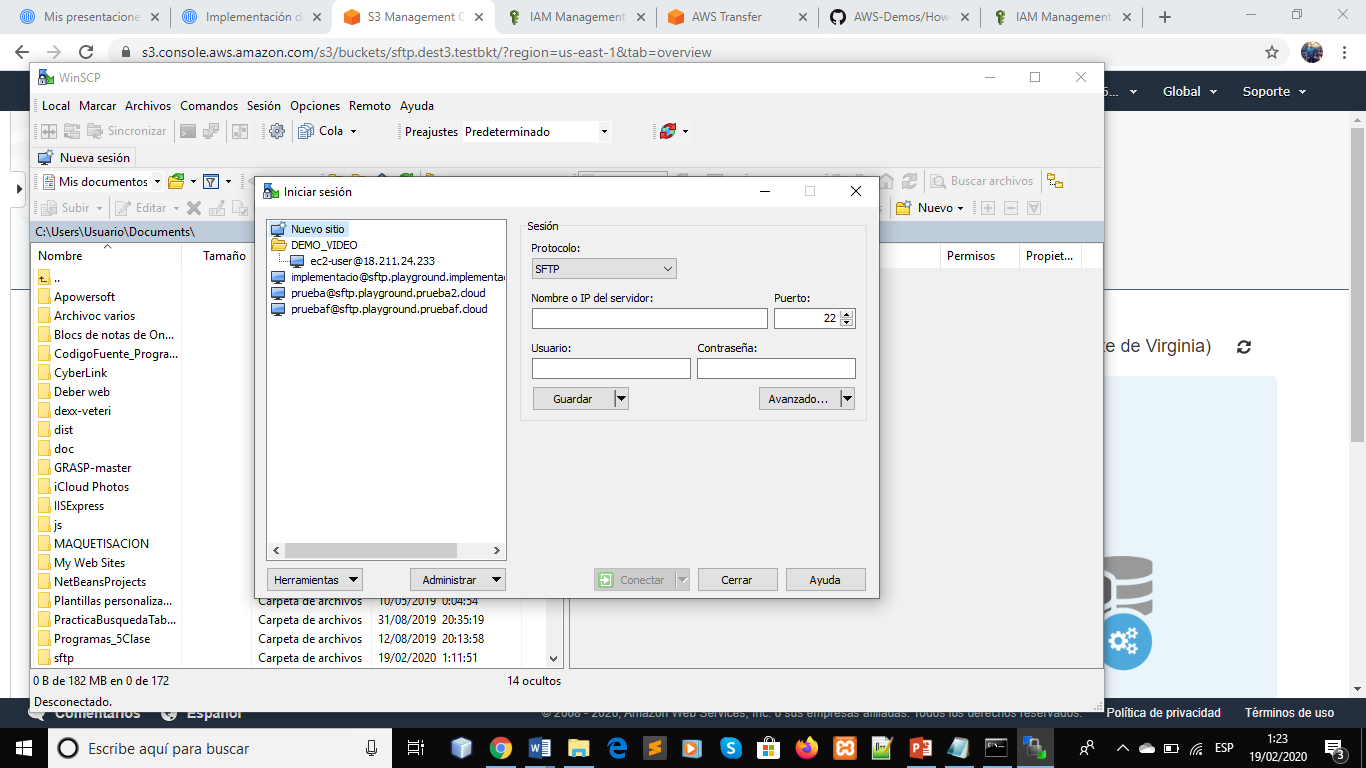 Mis presentacione
Implementación d
S3 Management C
IAM Management
AWS Transfer
AWS-Demos/How
IAM Management
s3.console.aws.amazon.com/s3/buckets/sftp.dest3.testbkt/?region=us-east-1&tab=overview
WinSCP
5...
Global
Soporte
Local Marcar Archivos Comandos Sesión Opciones Remoto Ayuda
Sincronizar
Cola
Preajustes Predeterminado
Nueva sesión
Mis documentos
Buscar archivos
Subir
Editar
Nuevo
C:\Users\Usuario\Documents\
Nombre
Tamaño
Permisos
Propiet...
..
Apowersoft
Archivoc varios
Blocs de notas de On...
CodigoFuente_Progra...
CyberLink
Deber web
dexx-veteri
dist
doc
GRASP-master
iCloud Photos
IISExpress
js
MAQUETISACION
My Web Sites
NetBeansProjects
Plantillas personaliza... Carpeta de archivos 10/05/2019 0:04:54
PracticaBusquedaTab... Carpeta de archivos 31/08/2019 20:35:19
Programas_5Clase Carpeta de archivos 12/08/2019 20:13:58
sftp Carpeta de archivos 19/02/2020 1:11:51
0 B de 182 MB en 0 de 172
14 ocultos
Desconectado.
Iniciar sesión
Nuevo sitio
DEMO_VIDEO
ec2-user@18.211.24.233
implementacio@sftp.playground.implementa
prueba@sftp.playground.prueba2.cloud
pruebaf@sftp.playground.pruebaf.cloud
Sesión
Protocolo:
SFTP
Nombre o IP del servidor:
Puerto:
22
Usuario:
Contraseña:
Guardar
Avanzado...
Herramientas
Administrar
Conectar
Cerrar
Ayuda
te de Virginia)
Comentarios
Español
© 2008 - 2020, Amazon Web Services, Inc. o sus empresas afiliadas. Todos los derechos reservados.
Política de privacidad
Términos de uso
Escribe aquí para buscar
ESP
1:23
19/02/2020
3